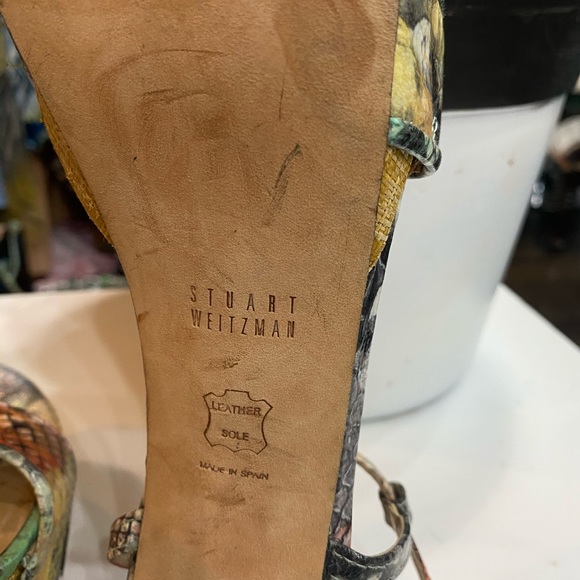 STUART
WEITZMAN
LEATHER
SOLE
MADE IN SPAIN